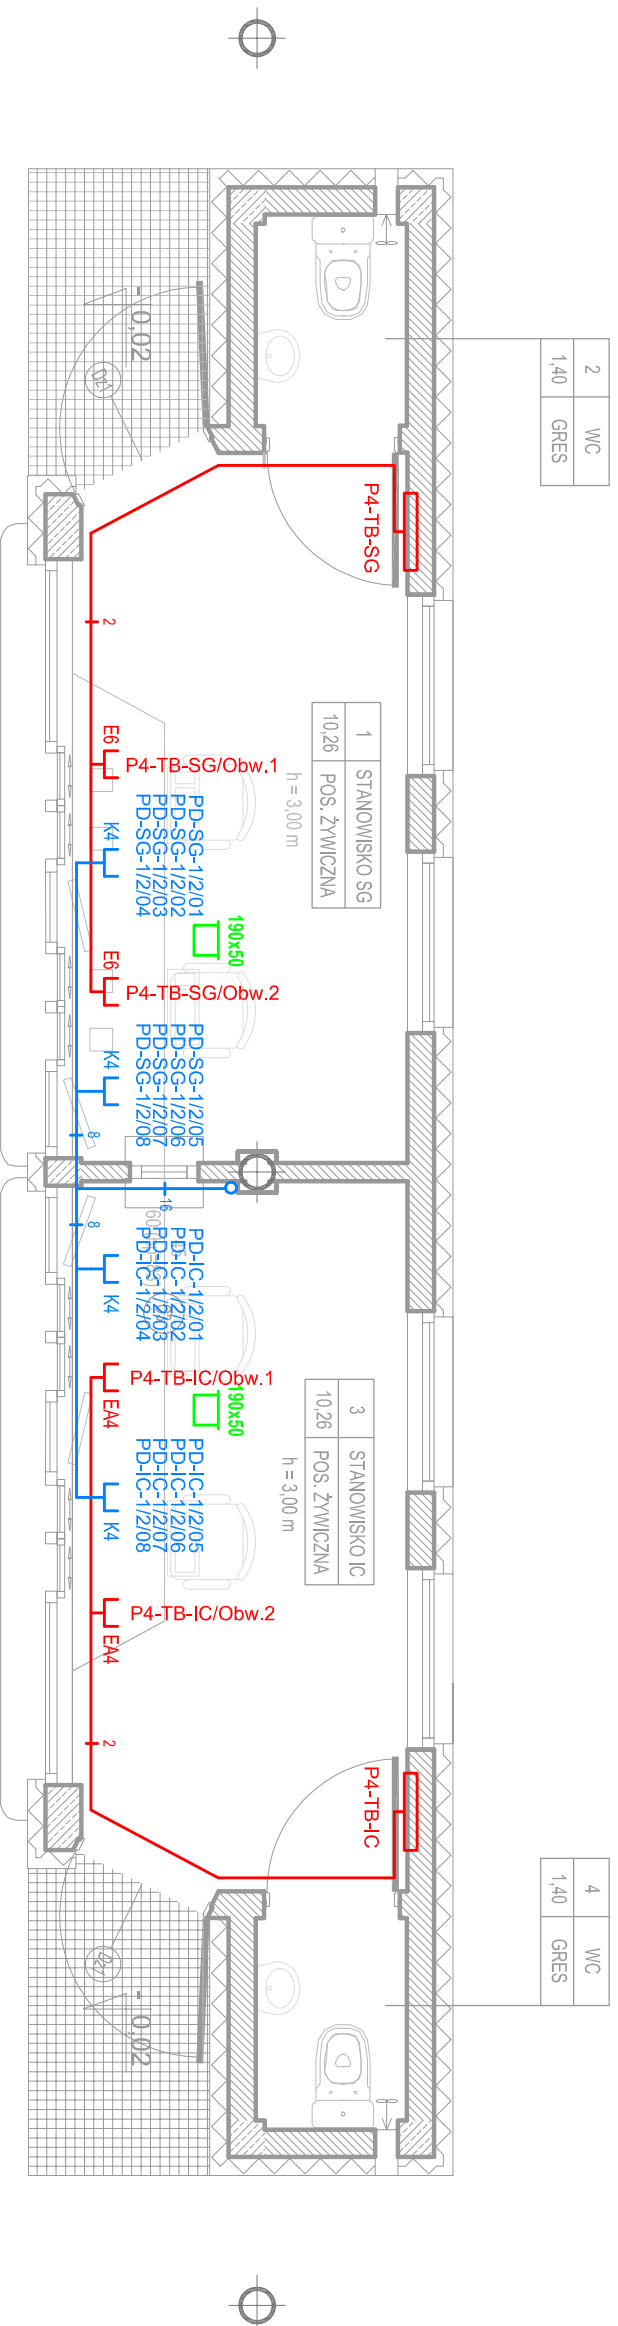 2 WC
1,40 GRES
- 0,02
Dz1
P4-TB-SG
2
1 STANOWISKO SG
10,26 POS. ŻYWICZNA
h = 3,00 m
E6
P4-TB-SG/Obw.1
K4
PD-SG-1/2/01
PD-SG-1/2/02
PD-SG-1/2/03
PD-SG-1/2/04
190x50
E6
P4-TB-SG/Obw.2
K4
PD-SG-1/2/05
PD-SG-1/2/06
PD-SG-1/2/07
PD-SG-1/2/08
8
16
8
K4
PD-IC-1/2/01
PD-IC-1/2/02
PD-IC-1/2/03
PD-IC-1/2/04
P4-TB-IC/Obw.1
EA4
190x50
3 STANOWISKO IC
10,26 POS. ŻYWICZNA
h = 3,00 m
K4
PD-IC-1/2/05
PD-IC-1/2/06
PD-IC-1/2/07
PD-IC-1/2/08
P4-TB-IC/Obw.2
EA4
2
P4-TB-IC
4 WC
1,40 GRES
- 0,02